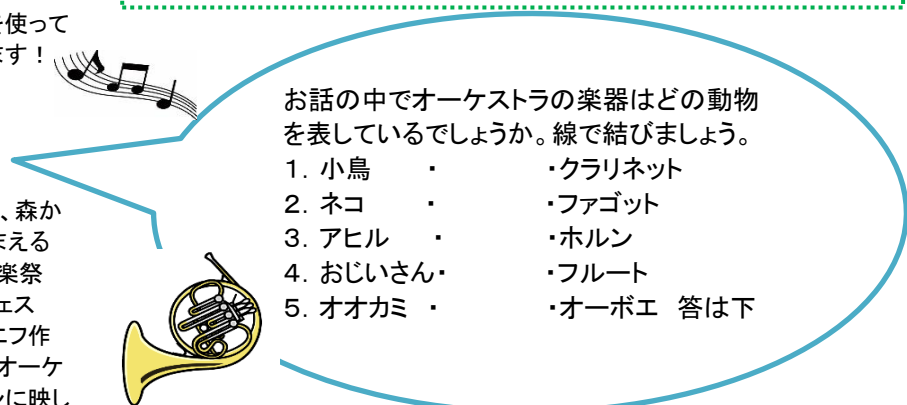 を使って
ます！
お話の中でオーケストラの楽器はどの動物
を表しているでしょうか。線で結びましょう。
1．小鳥　　・　　　　・クラリネット
2．ネコ　　・　　　　・ファゴット
3．アヒル　・　　　　・ホルン
4．おじいさん・　　　・フルート
5．オオカミ　・　　　・オーボエ　答は下
、森か
まえる
楽祭
ェス
エフ作
オーケ
ンに映し